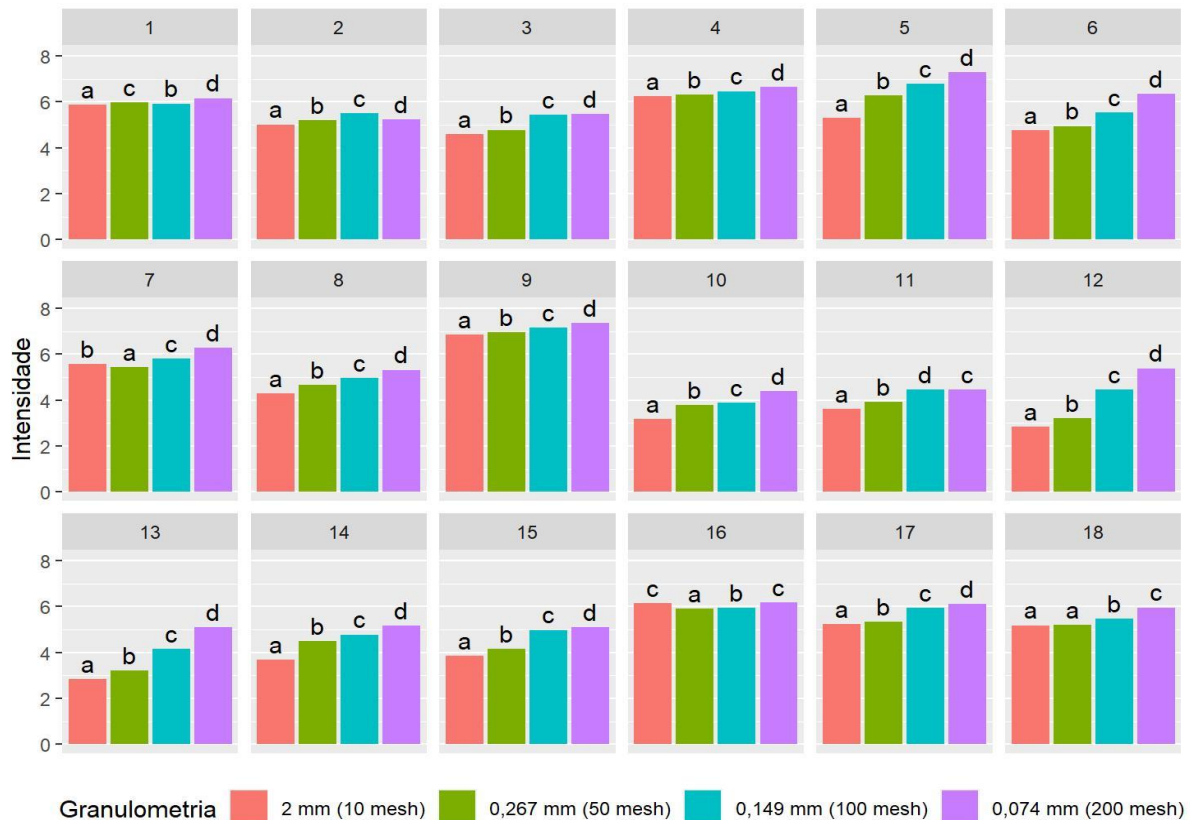 1 2 3 4 5 6
8
6
4
2
0
a c b d
a b c d
a b c d
a b c d
a b c d
a b c d
7 8 9 10 11 12
8
6
4
2
0
b a c d
a b c d
a b c d
a b c d
a b d c
a b c d
13 14 15 16 17 18
8
6
4
2
0
a b c d
a b c d
a b c d
c a b c
a b c d
a a b c
Intensidade
Granulometria 2 mm (10 mesh) 0,267 mm (50 mesh) 0,149 mm (100 mesh) 0,074 mm (200 mesh)